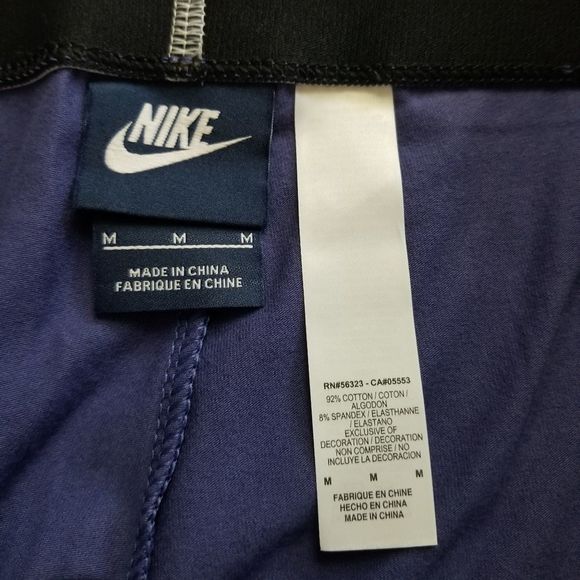 NIKE
M M M
MADE IN CHINA
FABRIQUE EN CHINE
RN#56323 - CA#05553
92% COTTON / COTON /
ALGODON
8% SPANDEX / ELASTHANNE
/ ELASTANO
EXCLUSIVE OF
DECORATION / DECORATION
NON COMPRISE / NO
INCLUYE LA DECORACION
M M M
FABRIQUE EN CHINE
HECHO EN CHINA
MADE IN CHINA